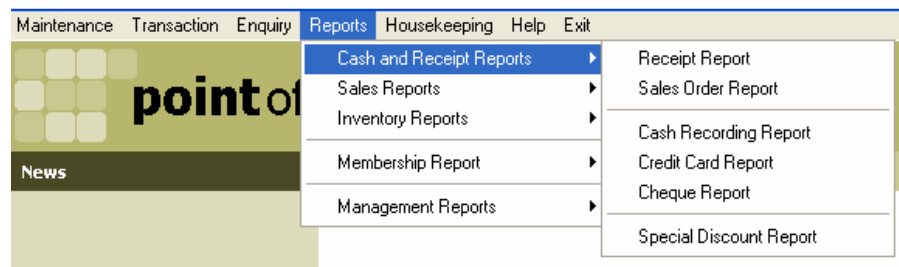 Maintenance Transaction Enquiry Reports Housekeeping Help Exit
point of
News
Cash and Receipt Reports
Sales Reports
Inventory Reports
Membership Report
Management Reports
Receipt Report
Sales Order Report
Cash Recording Report
Credit Card Report
Cheque Report
Special Discount Report